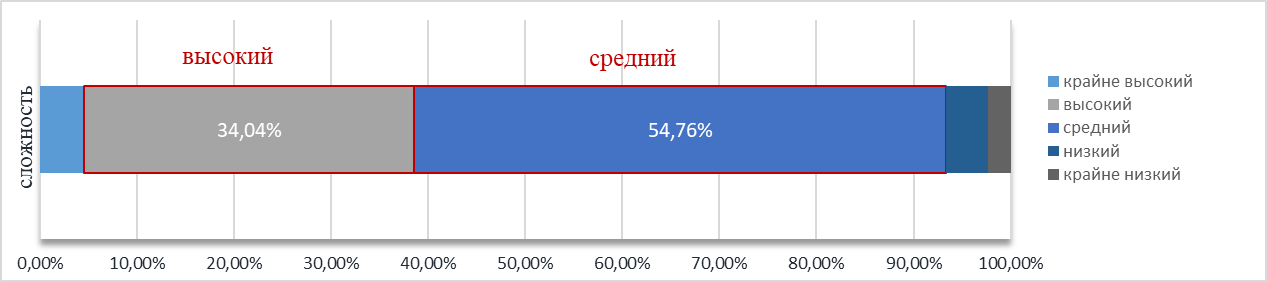 высокий
средний
сложность
34,04%
54,76%
0,00%
10,00%
20,00%
30,00%
40,00%
50,00%
60,00%
70,00%
80,00%
90,00%
100,00%
крайне высокий
высокий
средний
низкий
крайне низкий